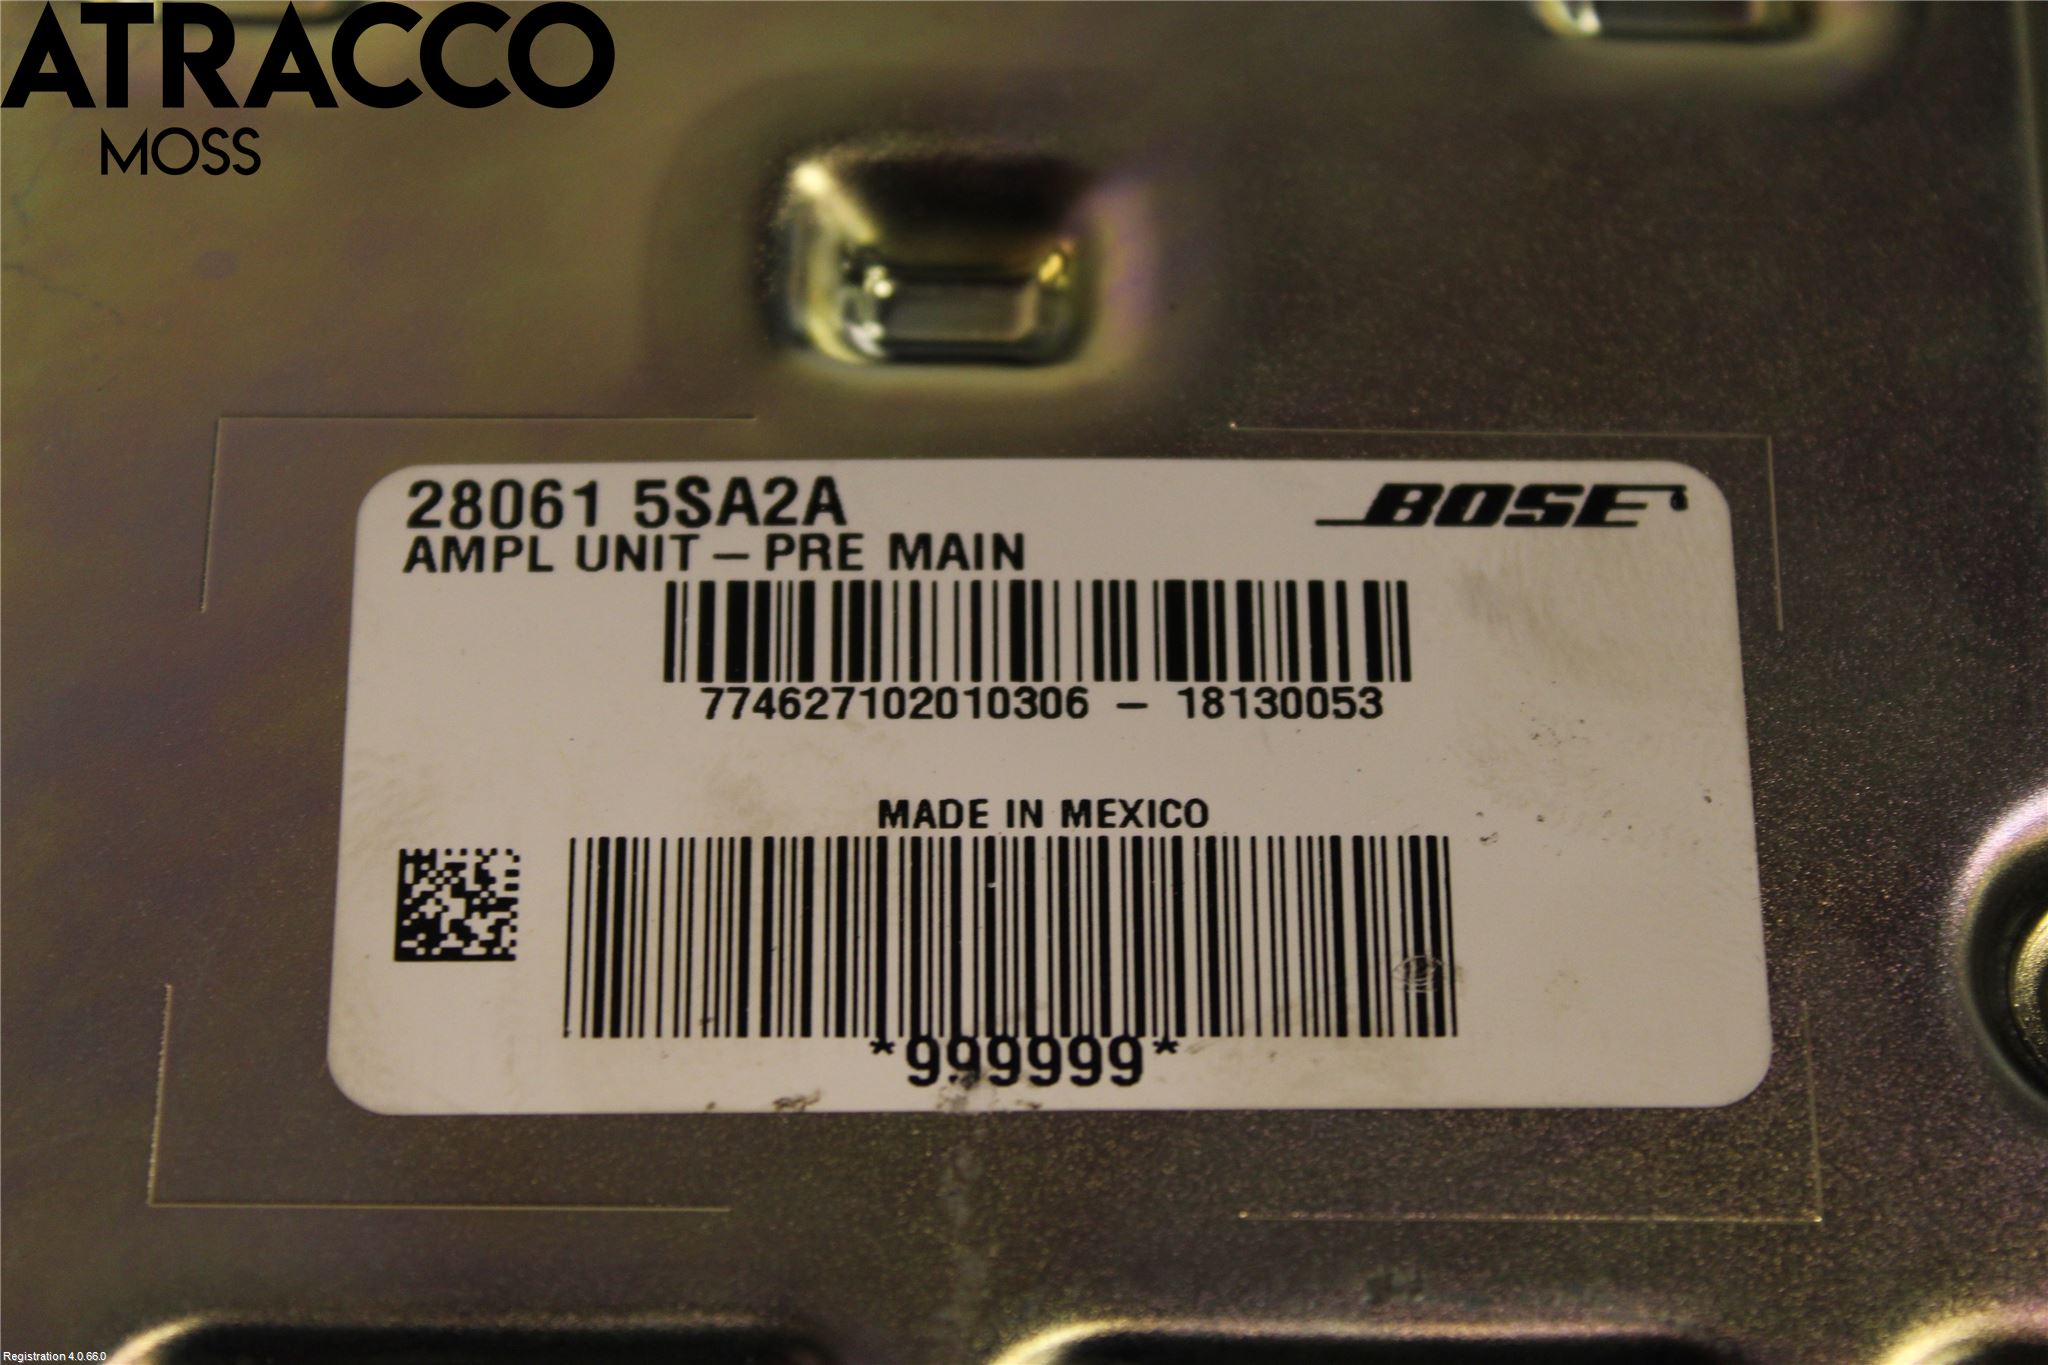 ATRACCO
MOSS
28061 5SA2A
BOSE
AMPL UNIT – PRE MAIN
774627102010306 – 18130053
MADE IN MEXICO
*999999*
Registration 4.0.66.0